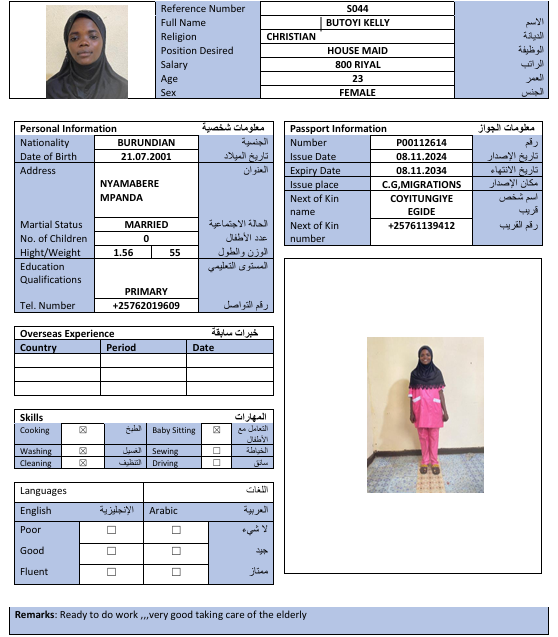 Reference Number S044
Full Name BUTOYI KELLY الاسم
Religion CHRISTIAN الديانة
Position Desired HOUSE MAID الوظيفة
Salary 800 RIYAL الراتب
Age 23 العمر
Sex FEMALE الجنس
Personal Information معلومات شخصية
Nationality BURUNDIAN الجنسية
Date of Birth 21.07.2001 تاريخ الميلاد
Address العنوان
NYAMABERE
MPANDA
Martial Status MARRIED الحالة الاجتماعية
No. of Children 0 عدد الأطفال
Hight/Weight 1.56 55 الوزن والطول
Education المستوى التعليمي
Qualifications
PRIMARY
Tel. Number +25762019609 رقم التواصل
Passport Information معلومات الجواز
Number P00112614 رقم
Issue Date 08.11.2024 تاريخ الإصدار
Expiry Date 08.11.2034 تاريخ الانتهاء
Issue place C.G,MIGRATIONS مكان الإصدار
Next of Kin COYITUNGIYE اسم شخص
name EGIDE قريب
Next of Kin +25761139412 رقم القريب
number
Overseas Experience خبرات سابقة
Country Period Date
Skills المهارات
Cooking ☒ الطبخ Baby Sitting ☒ التعامل مع
الأطفال
Washing ☒ الغسيل Sewing ☐ الخياطة
Cleaning ☒ التنظيف Driving ☐ سائق
Languages اللغات
English الإنجليزية Arabic العربية
Poor ☐ ☐ لا شيء
Good ☐ ☐ جيد
Fluent ☐ ☐ ممتاز
Remarks: Ready to do work ,,,very good taking care of the elderly